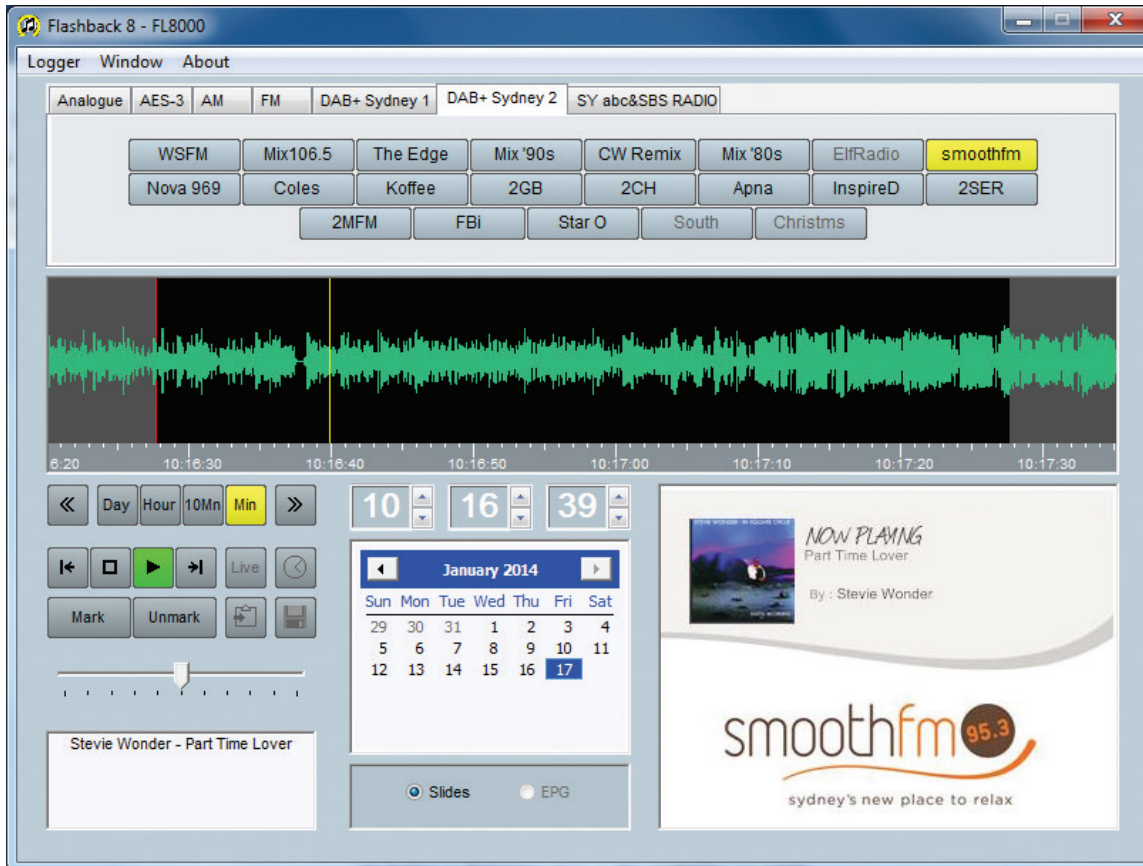 Flashback 8 - FL8000
Logger Window About
Analogue AES-3 AM FM DAB+ Sydney 1 DAB+ Sydney 2 SY abc&SBS RADIO
WSFM Mix106.5 The Edge Mix '90s CW Remix Mix '80s ElfRadio smoothfm
Nova 969 Coles Koffee 2GB 2CH Apna InspireD 2SER
2MFM FBi Star O South Christms
6:20 10:16:30 10:16:40 10:16:50 10:17:00 10:17:10 10:17:20 10:17:30
Day Hour 10Mn Min
Live
Mark Unmark
Stevie Wonder - Part Time Lover
10 16 39
January 2014
Sun Mon Tue Wed Thu Fri Sat
29 30 31 1 2 3 4
5 6 7 8 9 10 11
12 13 14 15 16 17
Slides EPG
STEVIE WONDER - IN SQUARE CIRCLE
NOW PLAYING
Part Time Lover
By : Stevie Wonder
smoothfm 95.3
sydney's new place to relax